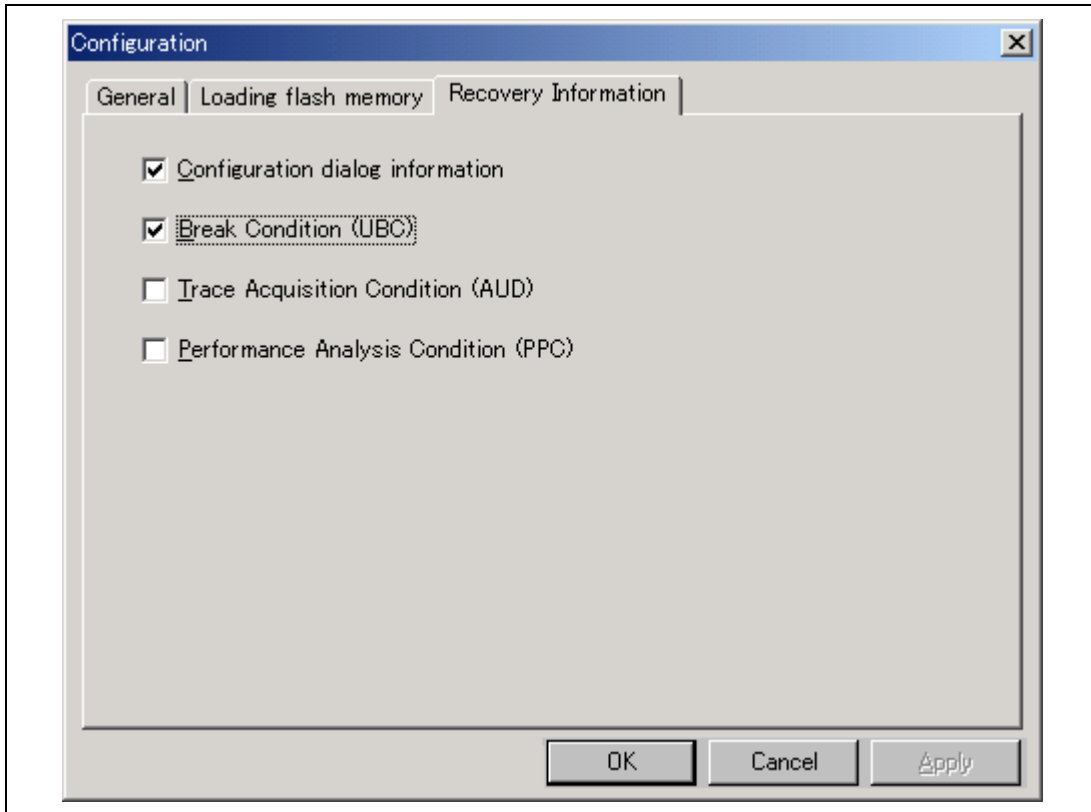 Configuration
General Loading flash memory Recovery Information
Configuration dialog information
Break Condition (UBC)
Trace Acquisition Condition (AUD)
Performance Analysis Condition (PPC)
OK Cancel Apply